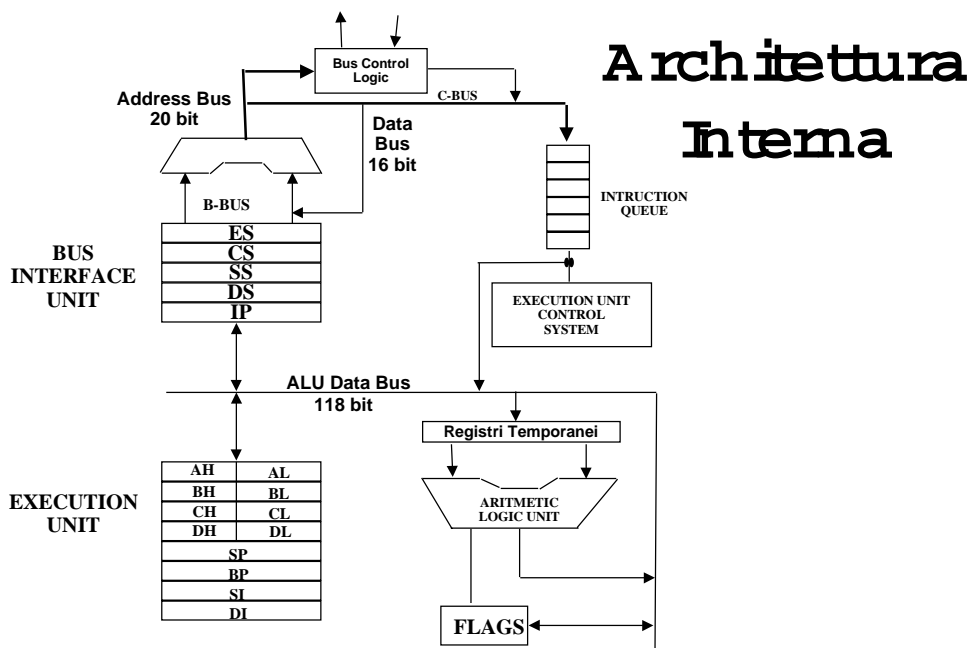 Architettura
Interna
Bus Control
Logic
Address Bus
20 bit
C-BUS
Data
Bus
16 bit
B-BUS
INTRUCTION
QUEUE
BUS
INTERFACE
UNIT
ES
CS
SS
DS
IP
EXECUTION UNIT
CONTROL
SYSTEM
ALU Data Bus
118 bit
Registri Temporanei
EXECUTION
UNIT
AH AL
BH BL
CH CL
DH DL
SP
BP
SI
DI
ARITMETIC
LOGIC UNIT
FLAGS